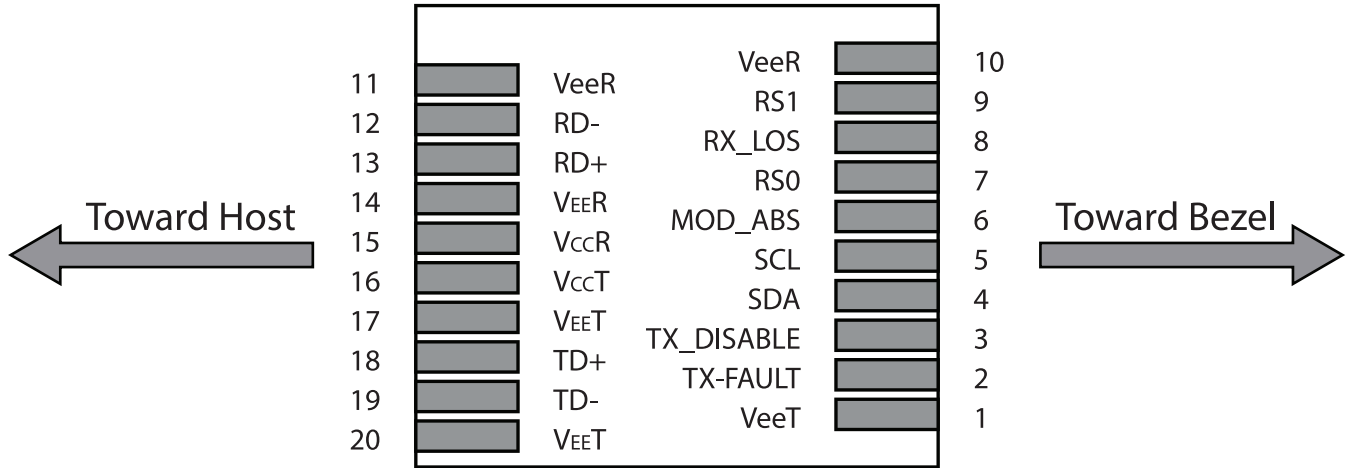 VeeR 10
11 VeeR
RS1 9
12 RD-
RX_LOS 8
13 RD+
RS0 7
14 VEER
MOD_ABS 6
15 VCCR
SCL 5
16 VCCT
SDA 4
17 VEET
TX_DISABLE 3
18 TD+
TX-FAULT 2
19 TD-
VeeT 1
20 VEET
Toward Host
Toward Bezel